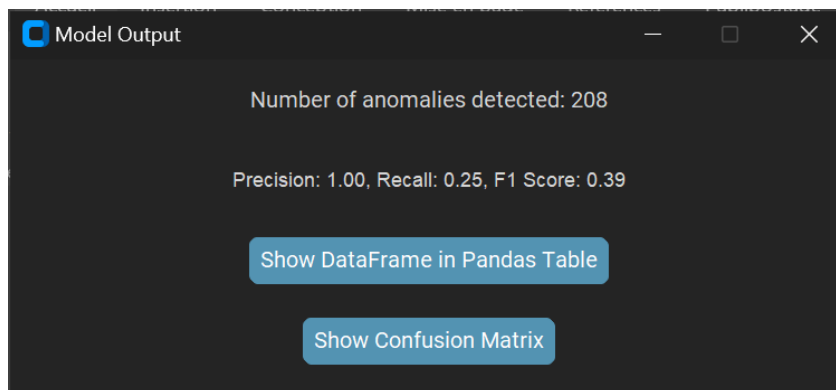 Model Output
Number of anomalies detected: 208
Precision: 1.00, Recall: 0.25, F1 Score: 0.39
Show DataFrame in Pandas Table
Show Confusion Matrix